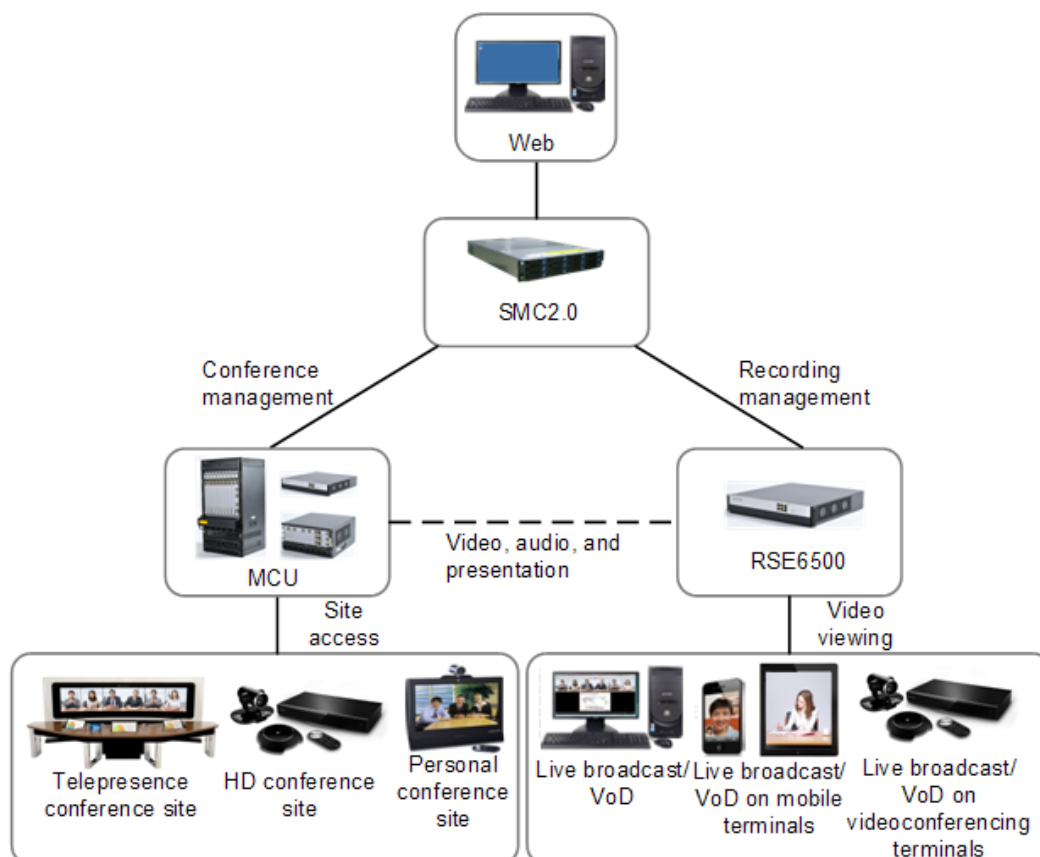 Web
SMC2.0
Conference
management
Recording
management
MCU
Video, audio, and
presentation
RSE6500
Site
access
Video
viewing
Telepresence
conference site
HD conference
site
Personal
conference
site
Live broadcast/
VoD
Live broadcast/
VoD on mobile
terminals
Live broadcast/
VoD on
videoconferencing
terminals